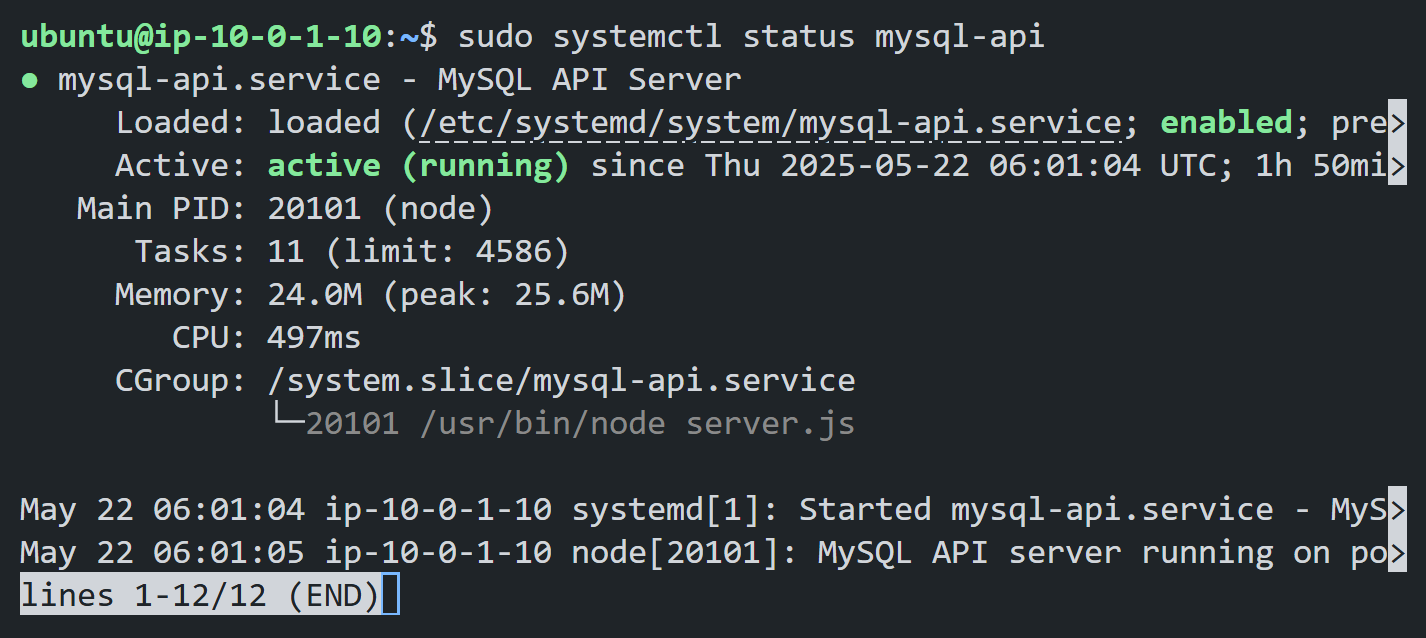 ubuntu@ip-10-0-1-10:~$ sudo systemctl status mysql-api
● mysql-api.service - MySQL API Server
     Loaded: loaded (/etc/systemd/system/mysql-api.service; enabled; pre>
     Active: active (running) since Thu 2025-05-22 06:01:04 UTC; 1h 50mi>
   Main PID: 20101 (node)
      Tasks: 11 (limit: 4586)
     Memory: 24.0M (peak: 25.6M)
        CPU: 497ms
     CGroup: /system.slice/mysql-api.service
             └─20101 /usr/bin/node server.js

May 22 06:01:04 ip-10-0-1-10 systemd[1]: Started mysql-api.service - MyS>
May 22 06:01:05 ip-10-0-1-10 node[20101]: MySQL API server running on po>
lines 1-12/12 (END)